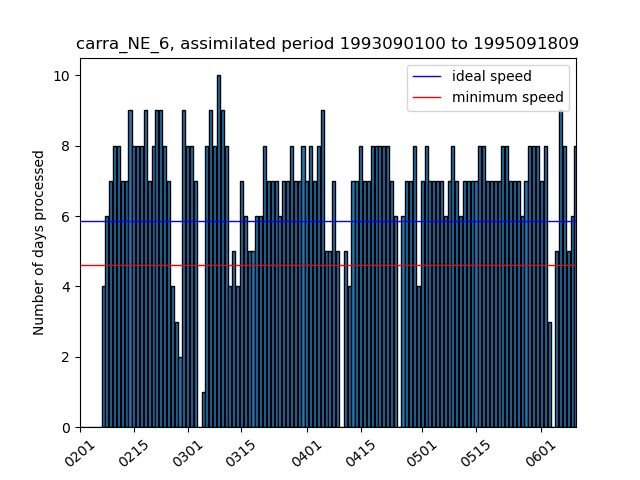 carra_NE_6, assimilated period 1993090100 to 1995091809
ideal speed
minimum speed
Number of days processed
10
8
6
4
2
0
0201 0215 0301 0315 0401 0415 0501 0515 0601